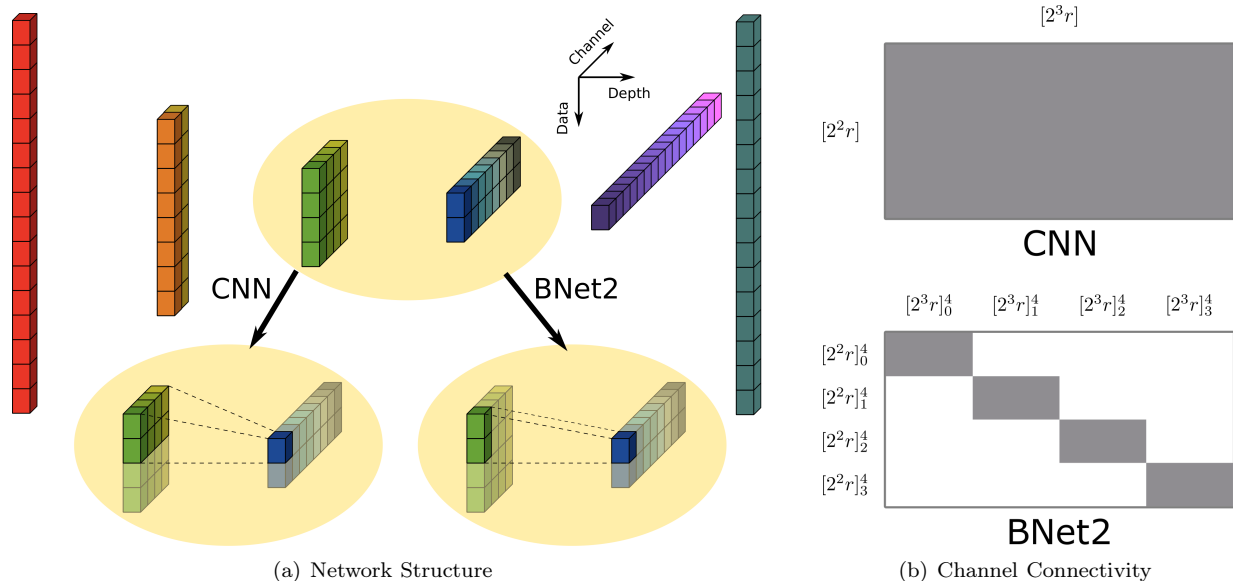 Channel
Depth
Data
CNN
BNet2
(a) Network Structure
[2³r]
[2²r]
CNN
[2³r]⁴₀ [2³r]⁴₁ [2³r]⁴₂ [2³r]⁴₃
[2²r]⁴₀
[2²r]⁴₁
[2²r]⁴₂
[2²r]⁴₃
BNet2
(b) Channel Connectivity